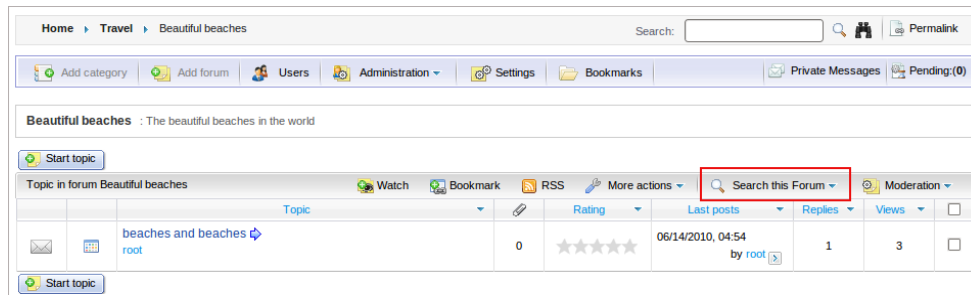 Home Travel Beautiful beaches Search: Permalink
Add category Add forum Users Administration Settings Bookmarks Private Messages Pending:(0)
Beautiful beaches : The beautiful beaches in the world
Start topic
Topic in forum Beautiful beaches Watch Bookmark RSS More actions Search this Forum Moderation
Topic Rating Last posts Replies Views
beaches and beaches 0 06/14/2010, 04:54 1 3
root by root
Start topic